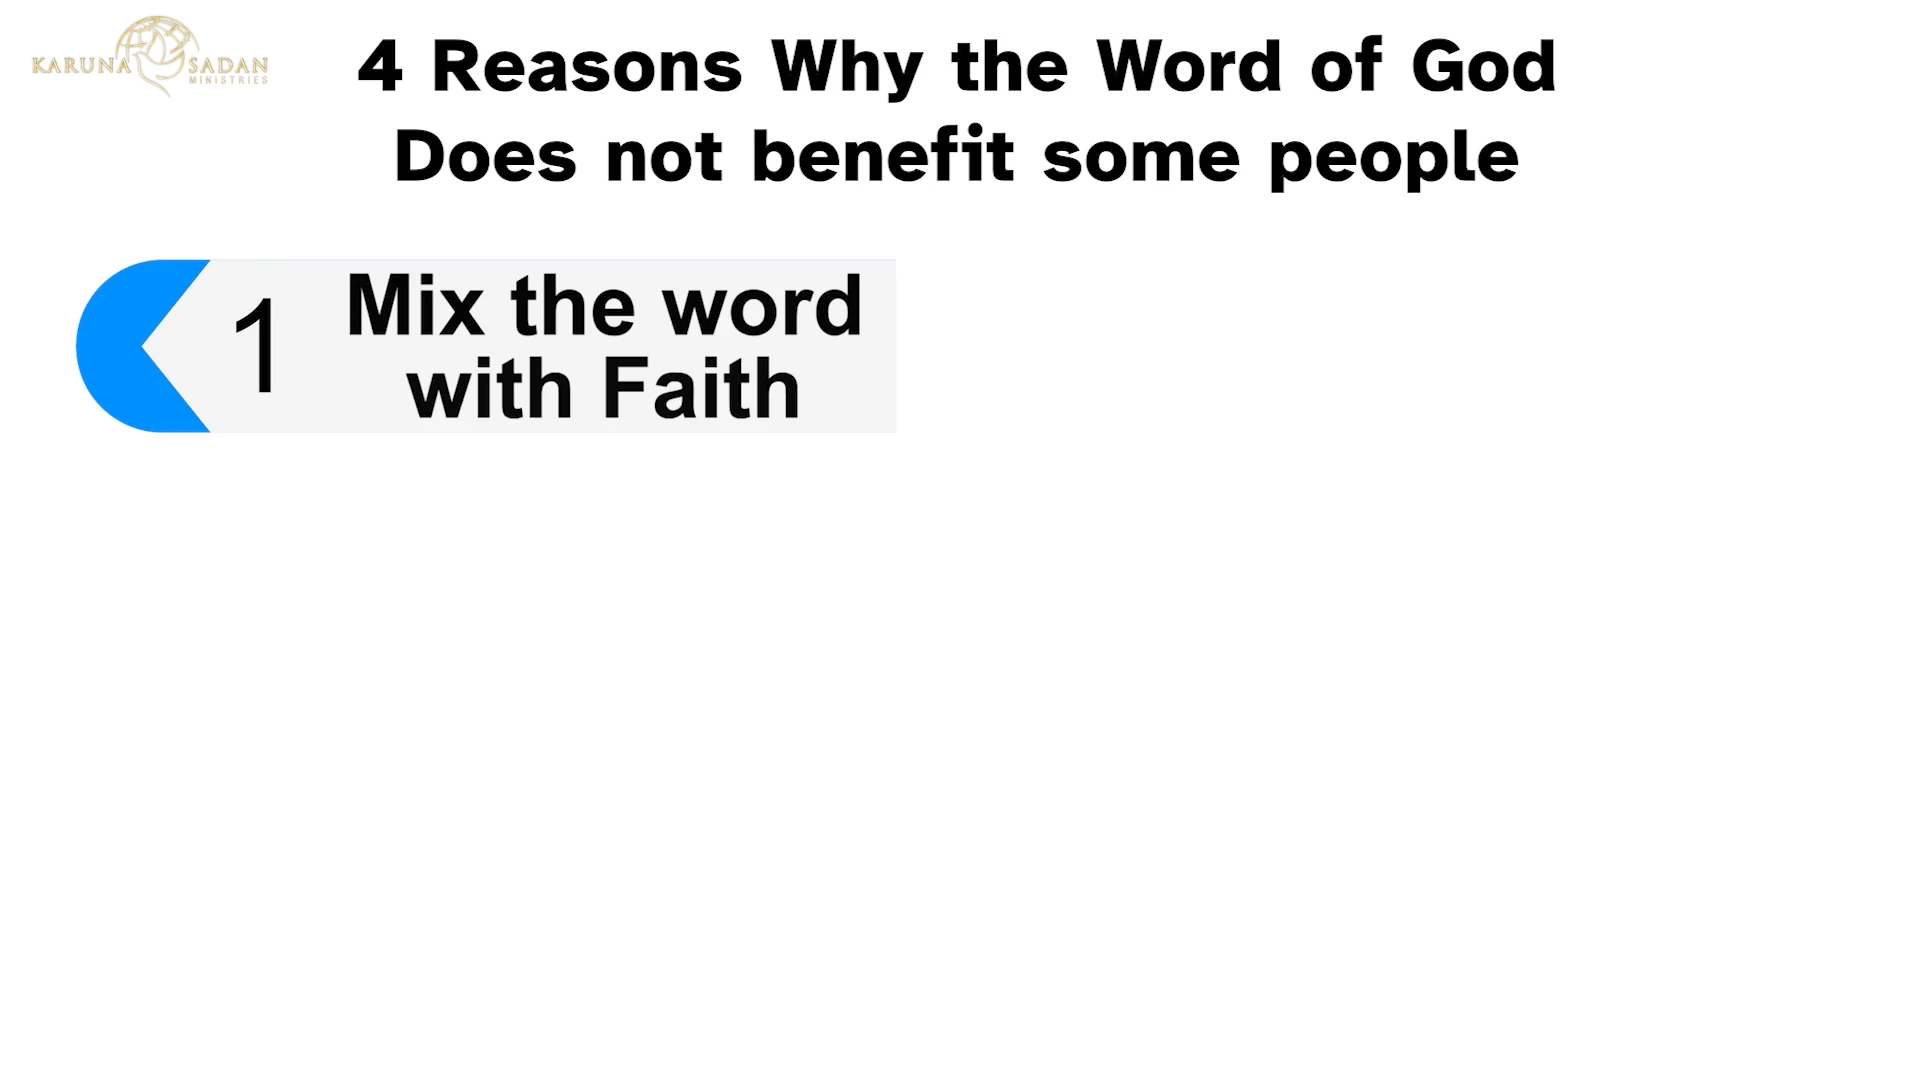 KARUNA SADAN
MINISTRIES
4 Reasons Why the Word of God
Does not benefit some people
1
Mix the word
with Faith